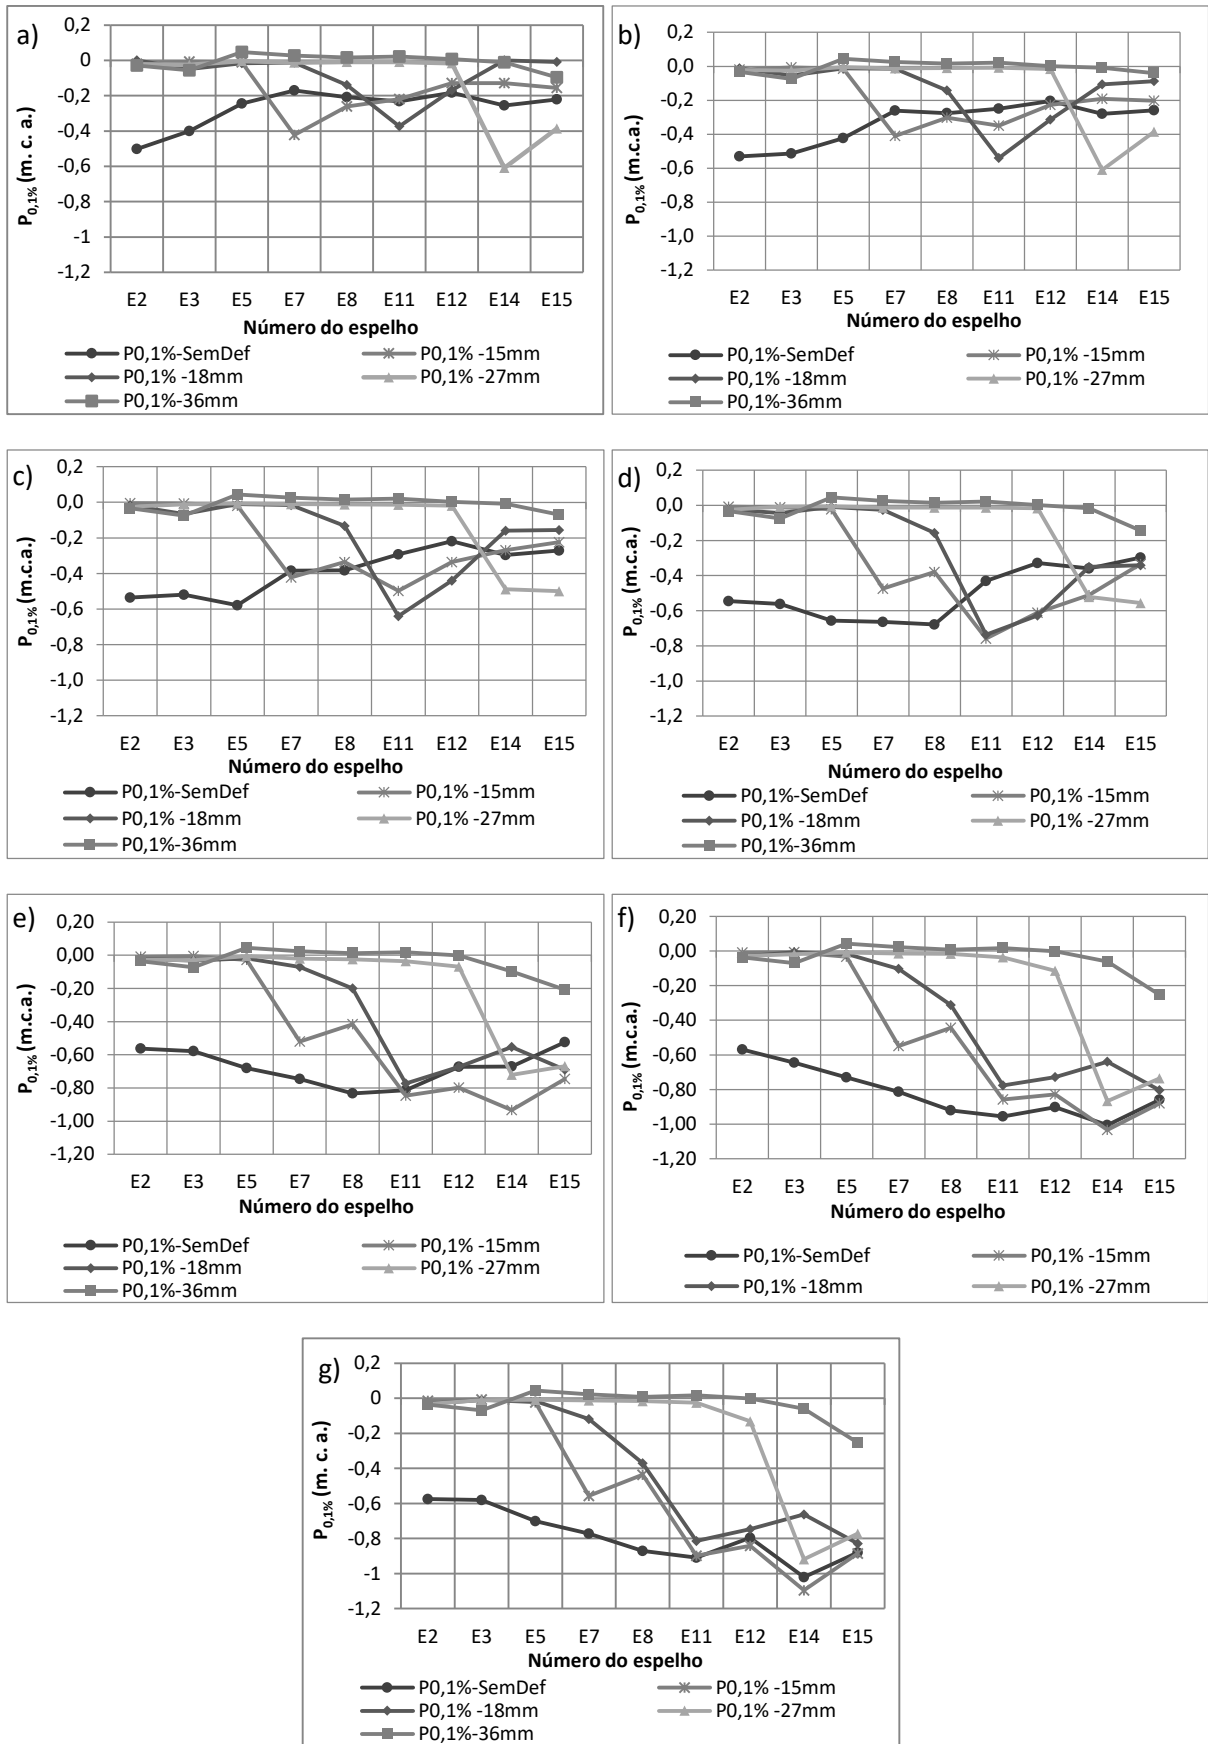 a)
0,2
0
-0,2
-0,4
-0,6
-0,8
-1
-1,2
P0,1% (m. c. a.)
E2 E3 E5 E7 E8 E11 E12 E14 E15
Número do espelho
P0,1%-SemDef P0,1% -15mm
P0,1% -18mm P0,1% -27mm
P0,1%-36mm
b)
0,2
0,0
-0,2
-0,4
-0,6
-0,8
-1,0
-1,2
P0,1% (m. c. a.)
E2 E3 E5 E7 E8 E11 E12 E14 E15
Número do espelho
P0,1%-SemDef P0,1% -15mm
P0,1% -18mm P0,1% -27mm
P0,1%-36mm
c)
0,2
0,0
-0,2
-0,4
-0,6
-0,8
-1,0
-1,2
P0,1% (m.c.a.)
E2 E3 E5 E7 E8 E11 E12 E14 E15
Número do espelho
P0,1%-SemDef P0,1% -15mm
P0,1% -18mm P0,1% -27mm
P0,1%-36mm
d)
0,2
0,0
-0,2
-0,4
-0,6
-0,8
-1,0
-1,2
P0,1% (m.c.a.)
E2 E3 E5 E7 E8 E11 E12 E14 E15
Número do espelho
P0,1%-SemDef P0,1% -15mm
P0,1% -18mm P0,1% -27mm
P0,1%-36mm
e)
0,20
0,00
-0,20
-0,40
-0,60
-0,80
-1,00
-1,20
P0,1% (m.c.a.)
E2 E3 E5 E7 E8 E11 E12 E14 E15
Número do espelho
P0,1%-SemDef P0,1% -15mm
P0,1% -18mm P0,1% -27mm
P0,1%-36mm
f)
0,20
0,00
-0,20
-0,40
-0,60
-0,80
-1,00
-1,20
P0,1% (m.c.a.)
E2 E3 E5 E7 E8 E11 E12 E14 E15
Número do espelho
P0,1%-SemDef P0,1% -15mm
P0,1% -18mm P0,1% -27mm
g)
0,2
0
-0,2
-0,4
-0,6
-0,8
-1
-1,2
P0,1% (m. c. a.)
E2 E3 E5 E7 E8 E11 E12 E14 E15
Número do espelho
P0,1%-SemDef P0,1% -15mm
P0,1% -18mm P0,1% -27mm
P0,1%-36mm